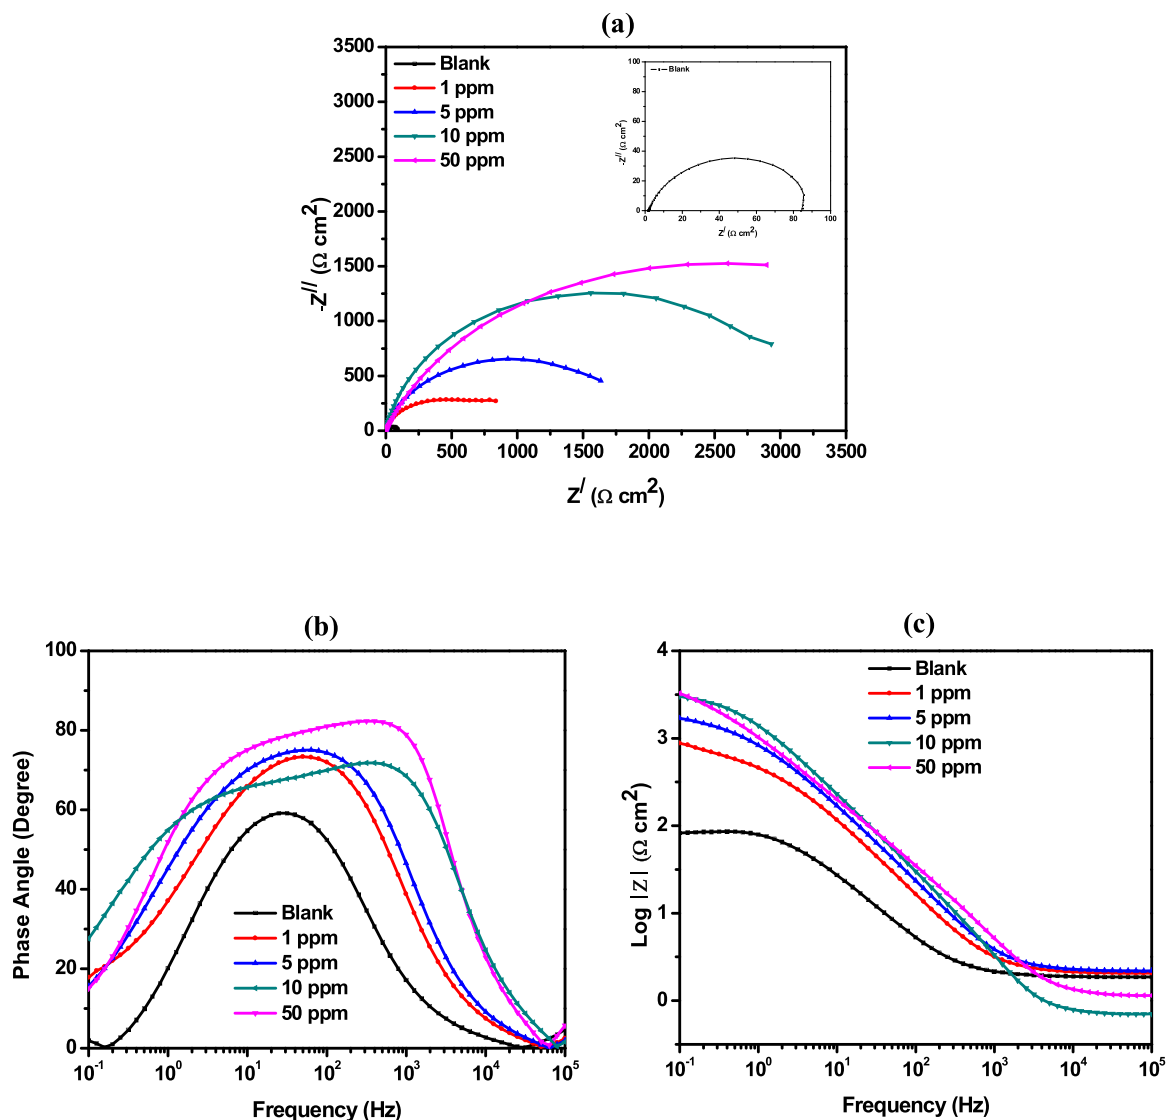 (a)
3500
3000
2500
2000
1500
1000
500
0
-Z// (Ω cm2)
Blank
1 ppm
5 ppm
10 ppm
50 ppm
100
80
60
40
20
0
-Z// (Ω cm2)
Blank
0 20 40 60 80 100
Z/ (Ω cm2)
0 500 1000 1500 2000 2500 3000 3500
Z/ (Ω cm2)
(b)
100
80
60
40
20
0
Phase Angle (Degree)
Blank
1 ppm
5 ppm
10 ppm
50 ppm
10-1 100 101 102 103 104 105
Frequency (Hz)
(c)
4
3
2
1
0
Log |Z| (Ω cm2)
Blank
1 ppm
5 ppm
10 ppm
50 ppm
10-1 100 101 102 103 104 105
Frequency (Hz)